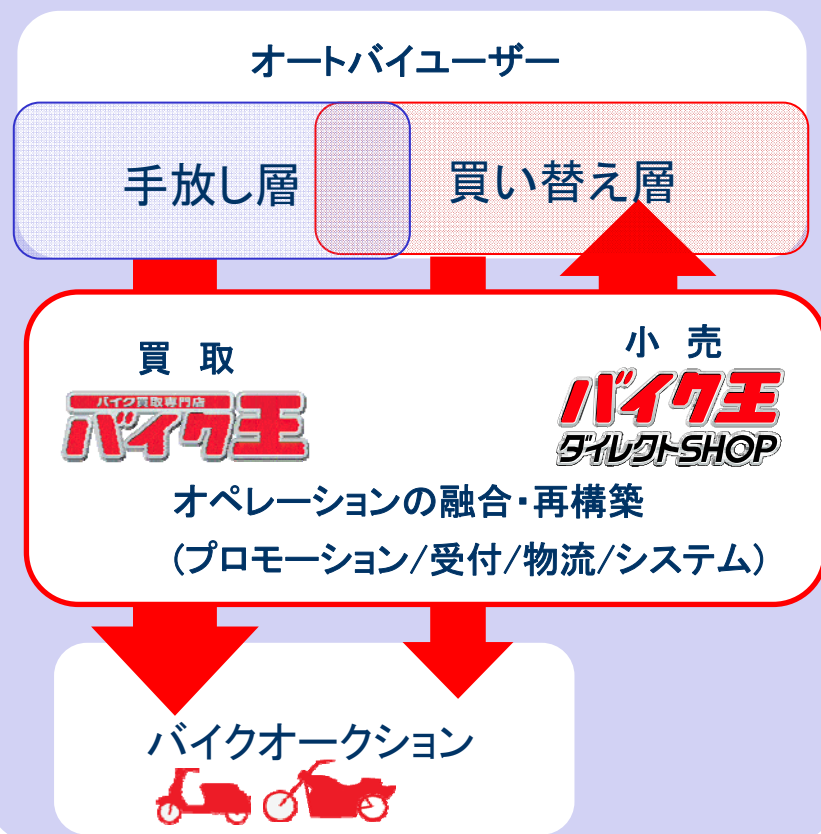 オートバイユーザー
手放し層
買い替え層
買 取
小 売
バイク買取専門店
バイク王
バイク王
ダイレクトSHOP
オペレーションの融合・再構築
(プロモーション/受付/物流/システム)
バイクオークション